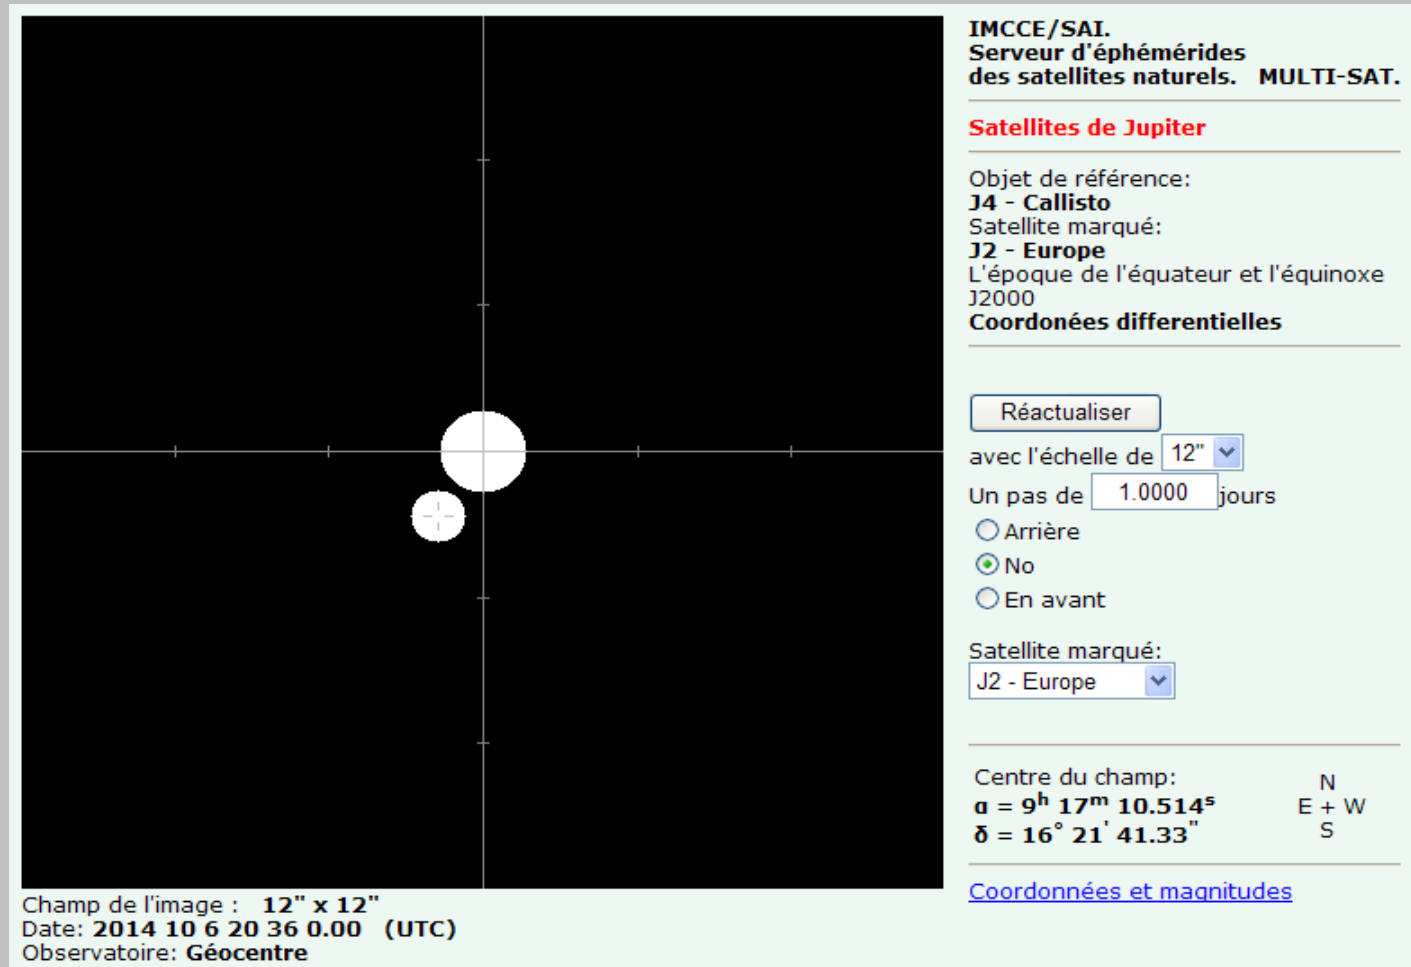 IMCCE/SAI.
Serveur d'éphémérides
des satellites naturels.   MULTI-SAT.
Satellites de Jupiter
Objet de référence:
J4 - Callisto
Satellite marqué:
J2 - Europe
L'époque de l'équateur et l'équinoxe
J2000
Coordonées differentielles
Réactualiser
avec l'échelle de 12"
Un pas de 1.0000 jours
Arrière
No
En avant
Satellite marqué:
J2 - Europe
Centre du champ:
α = 9h 17m 10.514s
δ = 16° 21' 41.33"
N
E + W
S
Coordonnées et magnitudes
Champ de l'image :   12" x 12"
Date: 2014 10 6 20 36 0.00   (UTC)
Observatoire: Géocentre